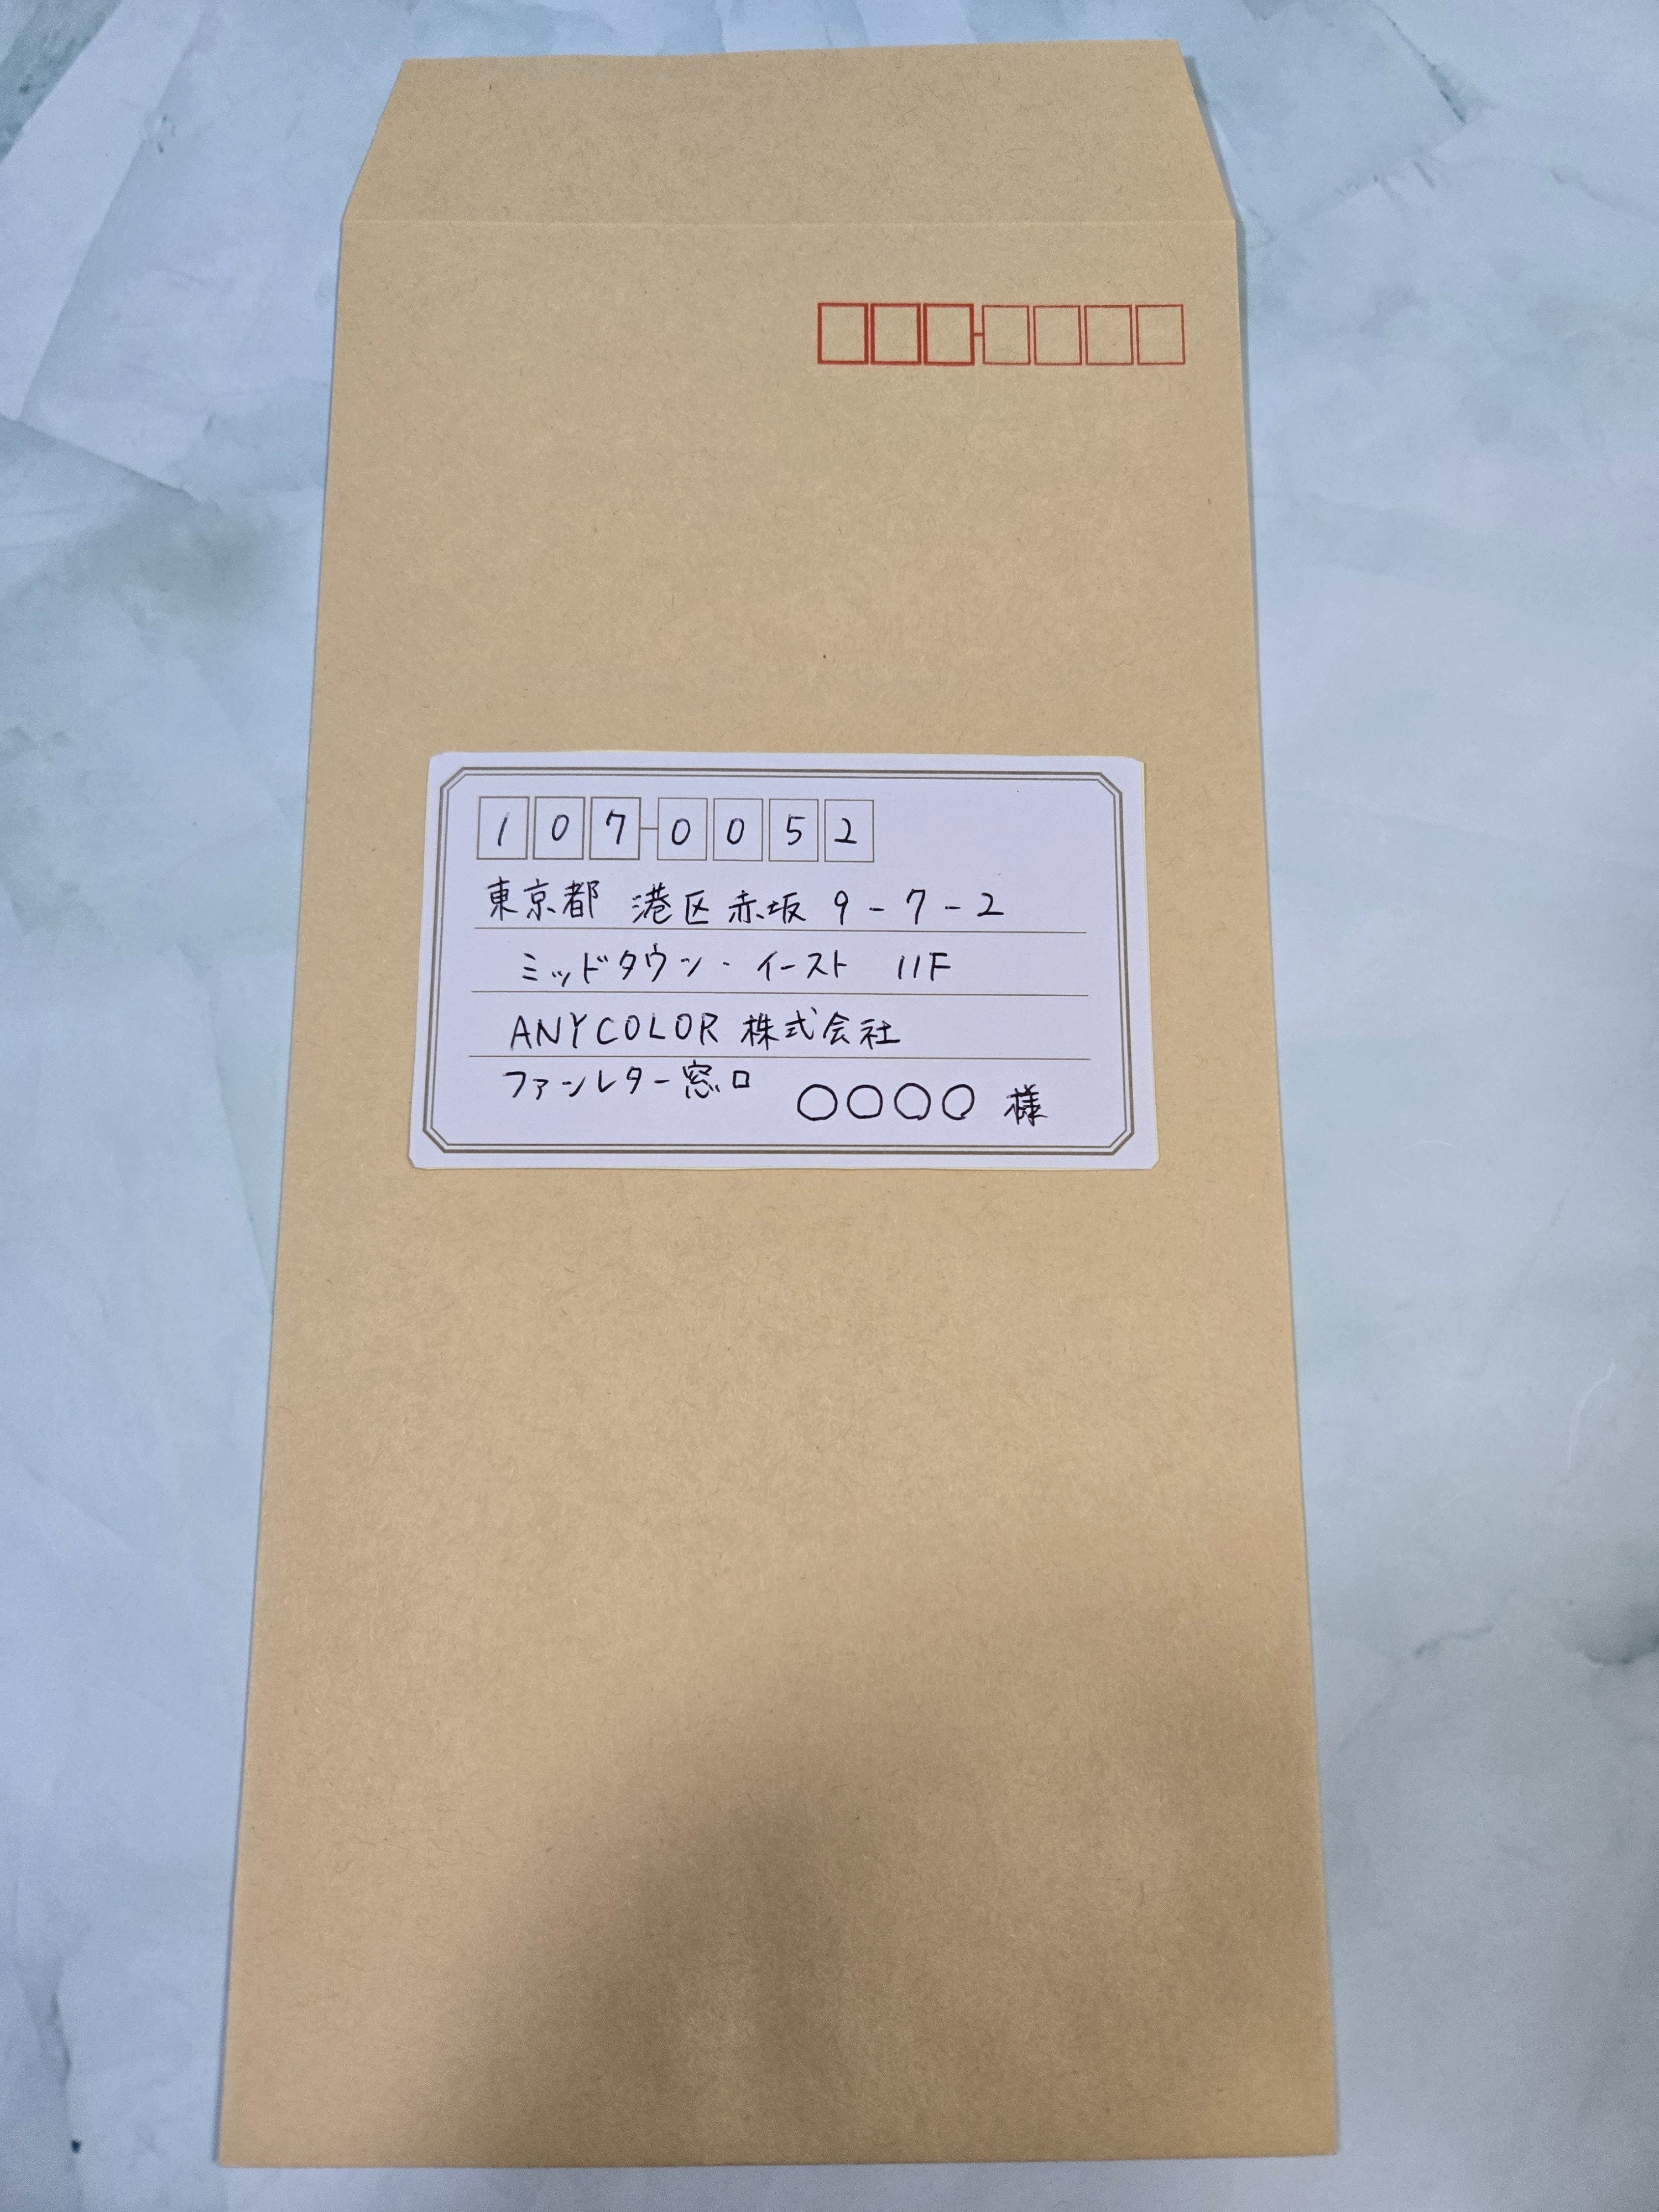 107-0052
東京都 港区赤坂 9-7-2
ミッドタウン・イースト 11F
ANYCOLOR 株式会社
ファンレター窓口 〇〇〇〇 様